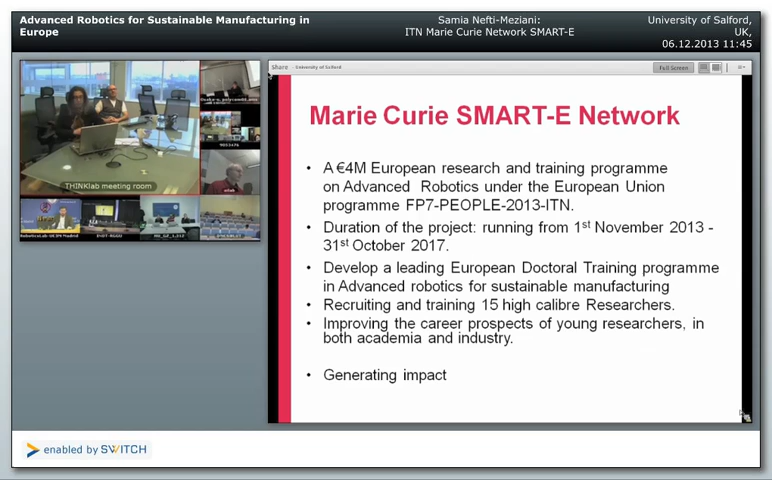 Advanced Robotics for Sustainable Manufacturing in
Europe
Samia Nefti-Meziani:
ITN Marie Curie Network SMART-E
University of Salford,
UK,
06.12.2013 11:45
Share University of Salford
Full Screen
THINKlab meeting room
Marie Curie SMART-E Network
• A €4M European research and training programme
on Advanced Robotics under the European Union
programme FP7-PEOPLE-2013-ITN.
• Duration of the project: running from 1st November 2013 -
31st October 2017.
• Develop a leading European Doctoral Training programme
in Advanced robotics for sustainable manufacturing
• Recruiting and training 15 high calibre Researchers.
• Improving the career prospects of young researchers, in
both academia and industry.
• Generating impact
enabled by SWITCH